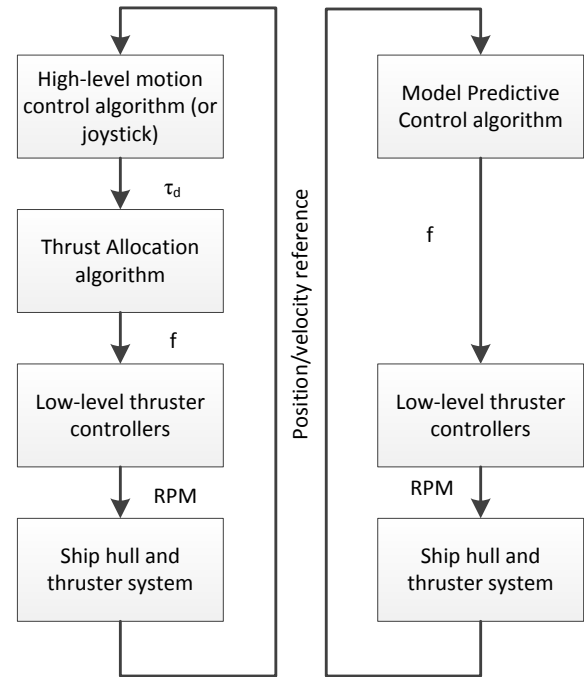 High-level motion
control algorithm (or
joystick)
τd
Thrust Allocation
algorithm
f
Low-level thruster
controllers
RPM
Ship hull and
thruster system
Position/velocity reference
Model Predictive
Control algorithm
f
Low-level thruster
controllers
RPM
Ship hull and
thruster system